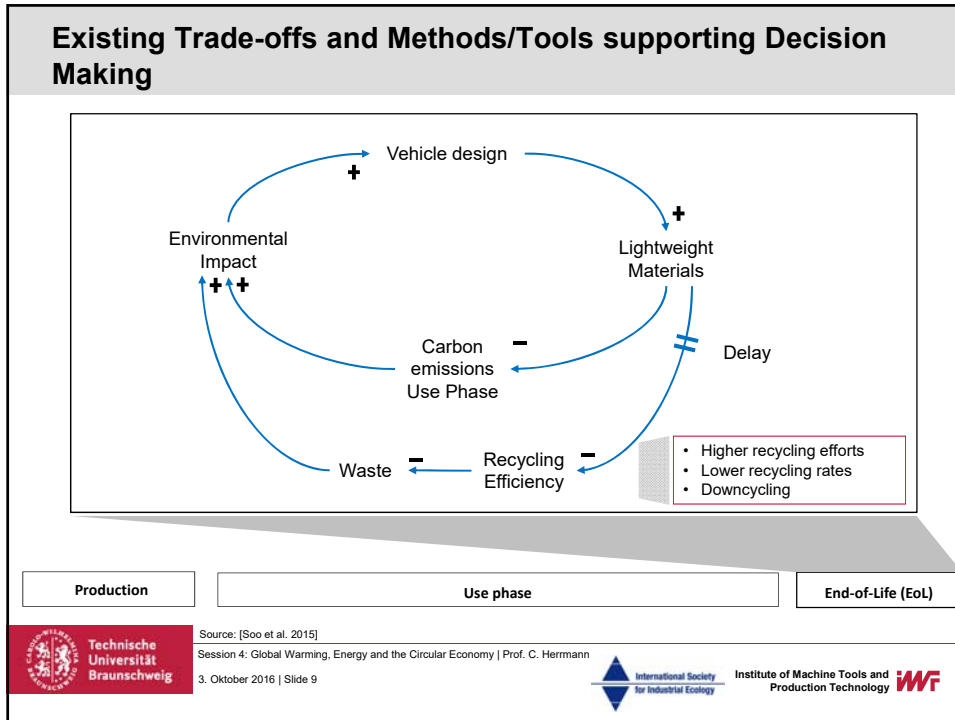 Existing Trade-offs and Methods/Tools supporting Decision
Making
Vehicle design
+
+
Environmental
Impact
+ +
Lightweight
Materials
Carbon
emissions
Use Phase
–
Delay
Waste
–
Recycling
Efficiency
–
• Higher recycling efforts
• Lower recycling rates
• Downcycling
Production
Use phase
End-of-Life (EoL)
Source: [Soo et al. 2015]
Session 4: Global Warming, Energy and the Circular Economy | Prof. C. Herrmann
3. Oktober 2016 | Slide 9
CAROLO-WILHELMINA
Technische
Universität
Braunschweig
International Society
for Industrial Ecology
Institute of Machine Tools and
Production Technology
IWF